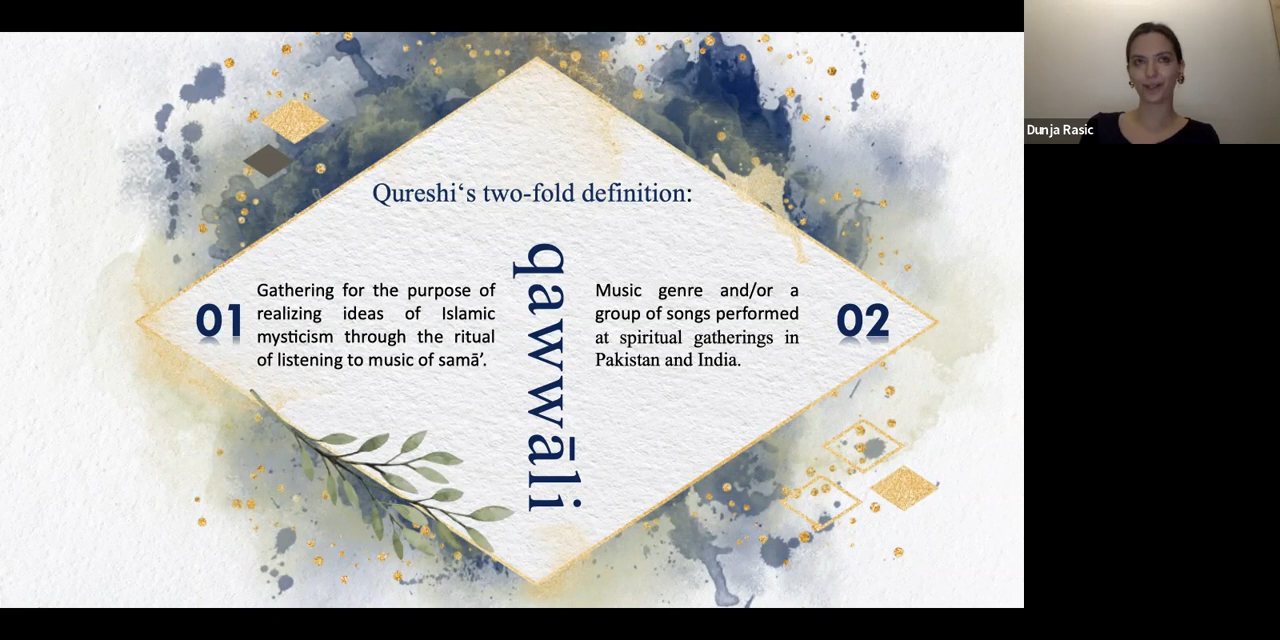 Qureshi‘s two-fold definition:
01
Gathering for the purpose of
realizing ideas of Islamic
mysticism through the ritual
of listening to music of samā’.
qawwāli
Music genre and/or a
group of songs performed
at spiritual gatherings in
Pakistan and India.
02
Dunja Rasic